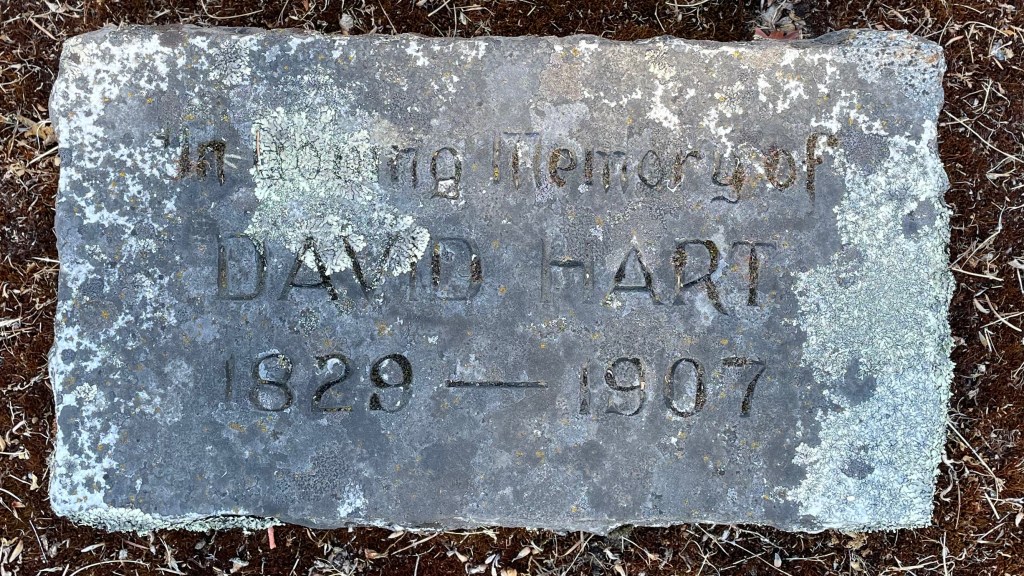 In Loving Memory of
DAVID HART
1829 — 1907